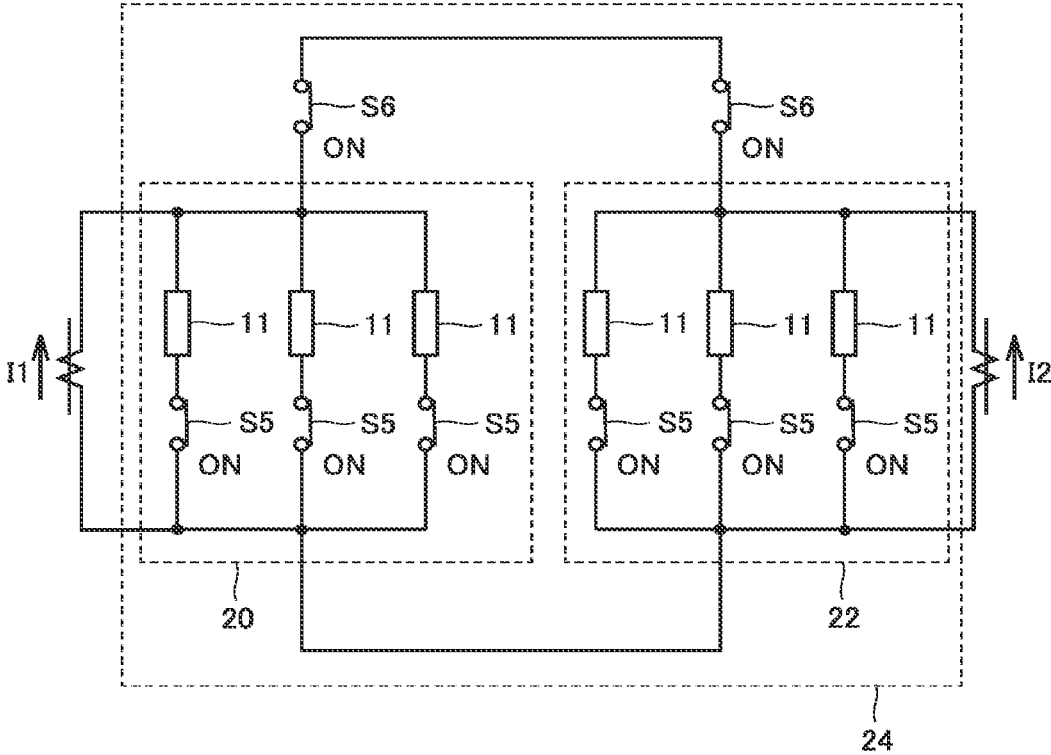 S6 S6
ON ON
11 11 11 11 11 11
I1 I2
S5 S5 S5 S5 S5 S5
ON ON ON ON ON ON
20 22
24